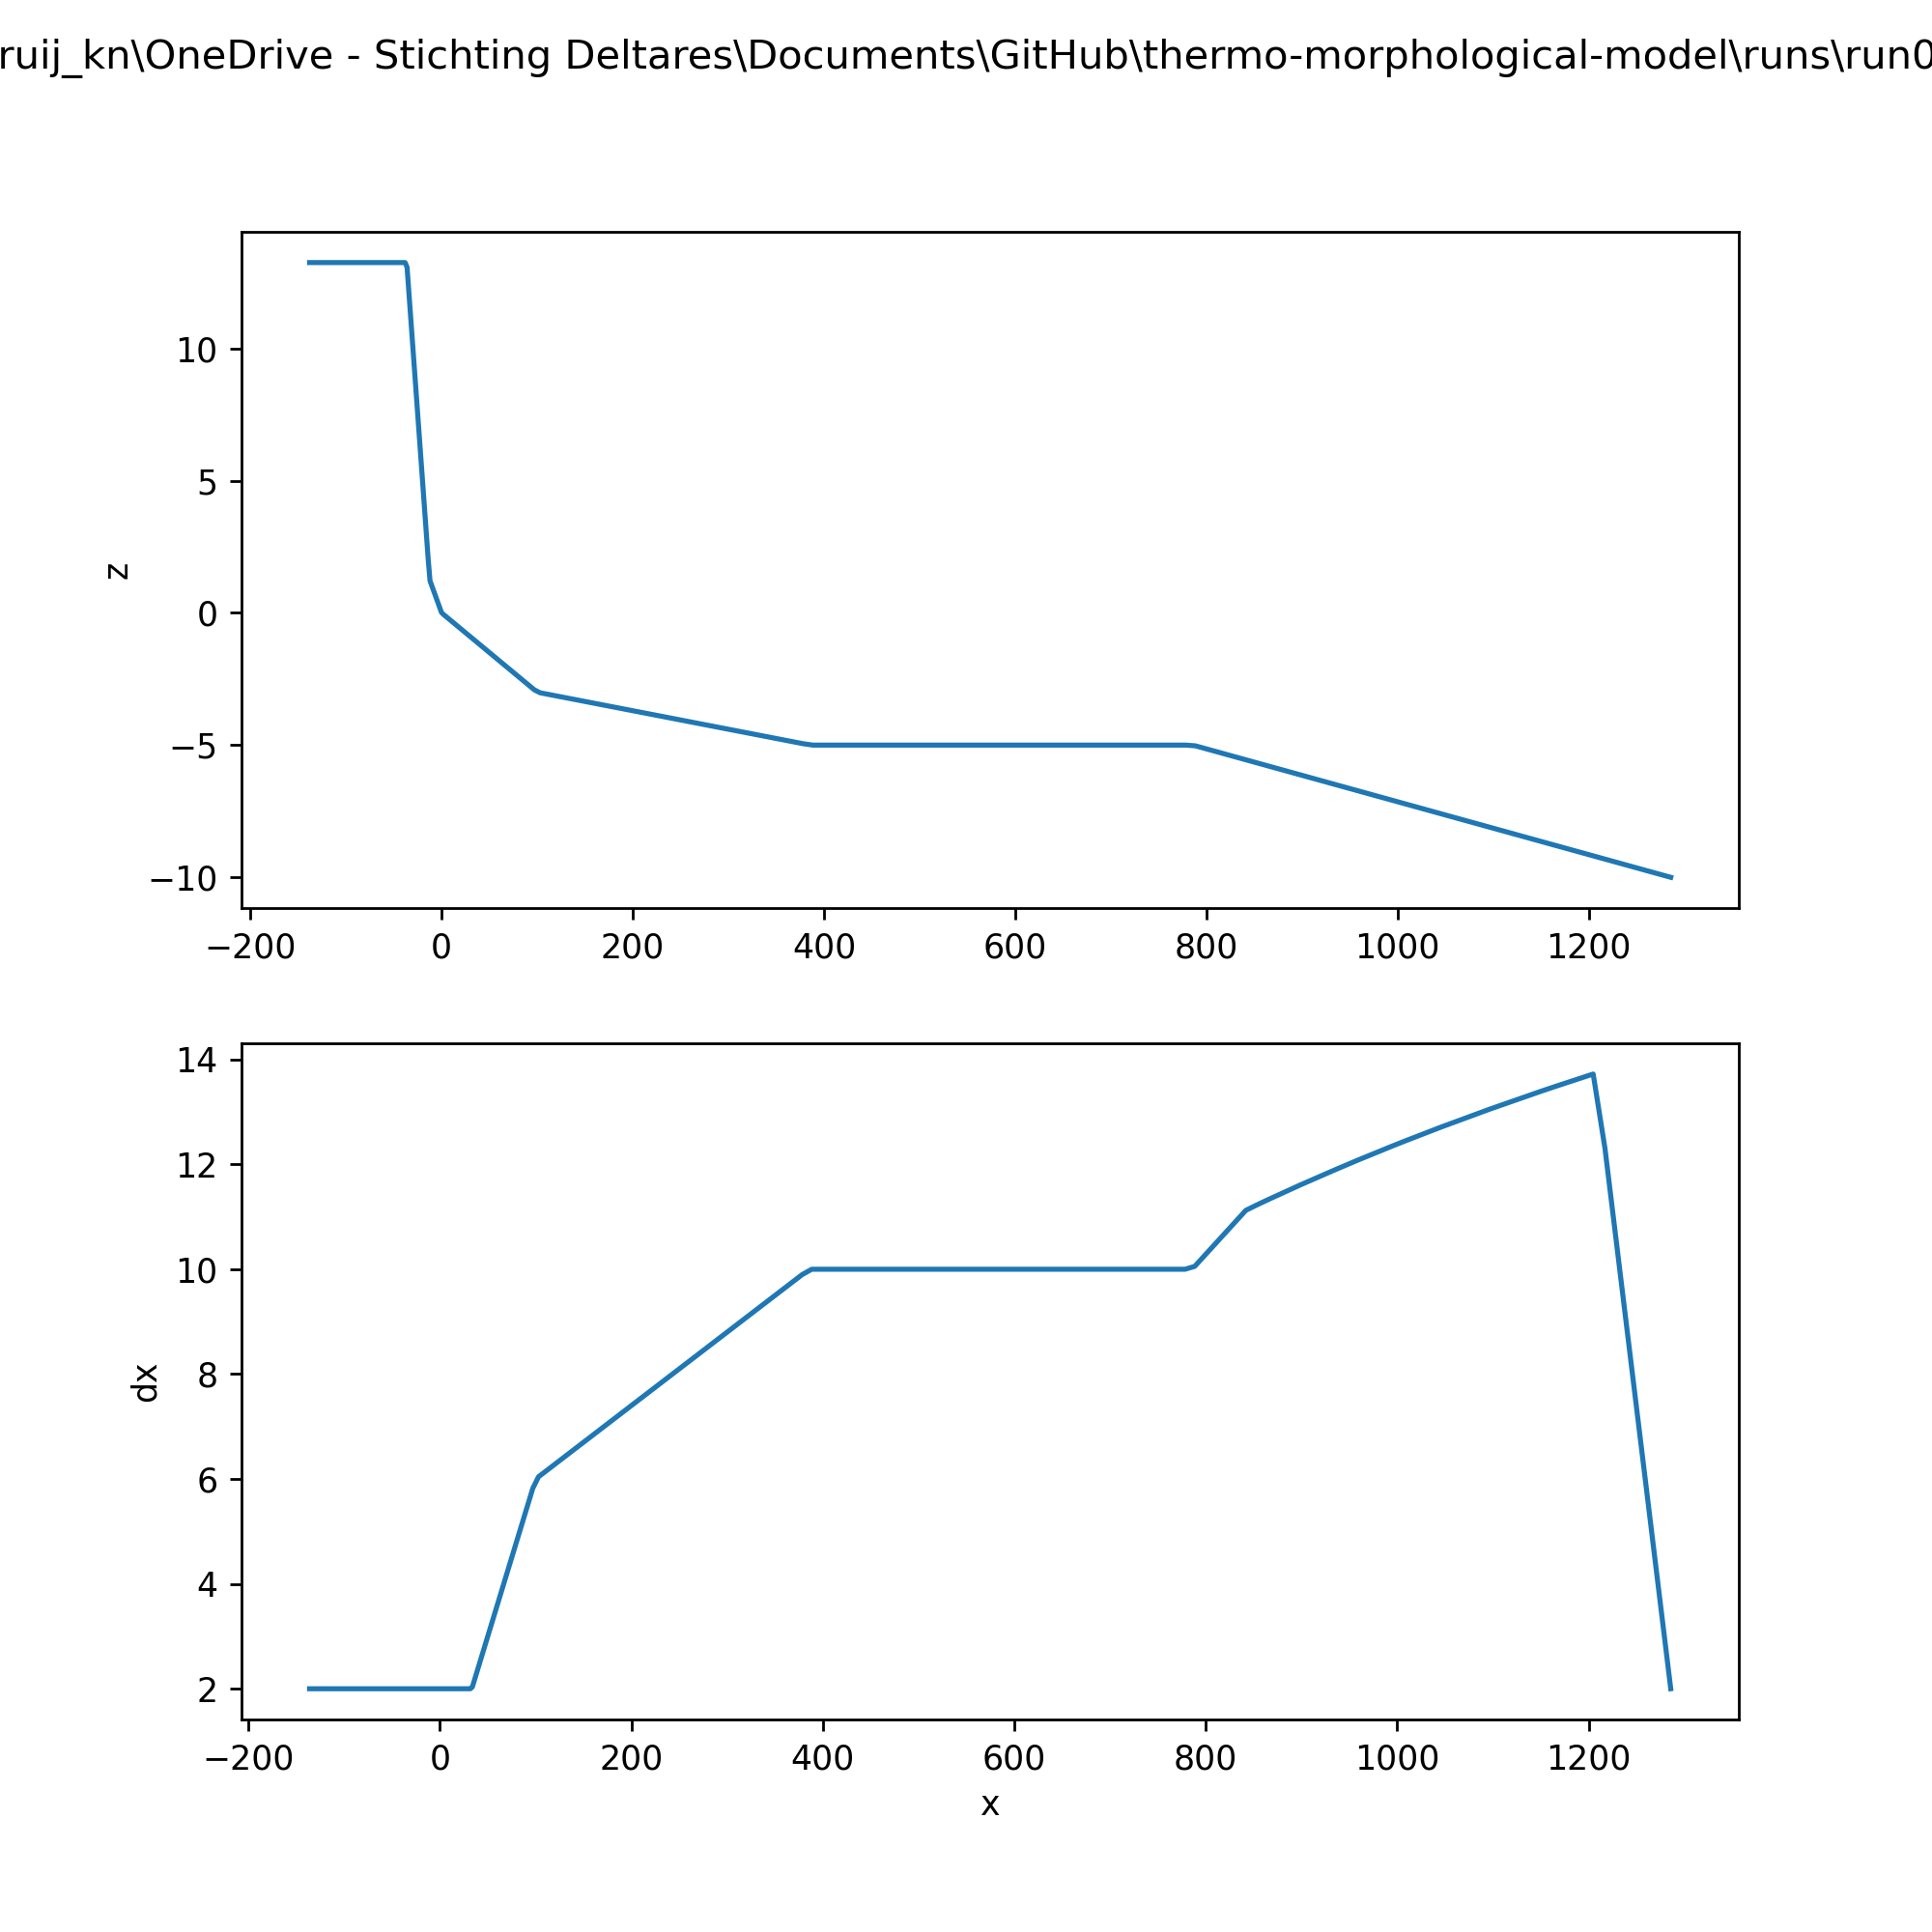 ruij_kn\OneDrive - Stichting Deltares\Documents\GitHub\thermo-morphological-model\runs\run0
10
5
0
−5
−10
z
−200 0 200 400 600 800 1000 1200
14
12
10
8
6
4
2
dx
−200 0 200 400 600 800 1000 1200
x